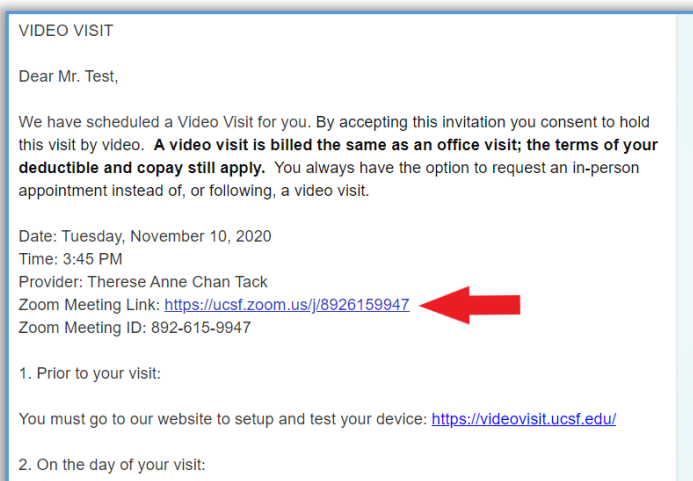 VIDEO VISIT
Dear Mr. Test,
We have scheduled a Video Visit for you. By accepting this invitation you consent to hold
this visit by video.  A video visit is billed the same as an office visit; the terms of your
deductible and copay still apply.  You always have the option to request an in-person
appointment instead of, or following, a video visit.
Date: Tuesday, November 10, 2020
Time: 3:45 PM
Provider: Therese Anne Chan Tack
Zoom Meeting Link: https://ucsf.zoom.us/j/8926159947
Zoom Meeting ID: 892-615-9947
1. Prior to your visit:
You must go to our website to setup and test your device: https://videovisit.ucsf.edu/
2. On the day of your visit: